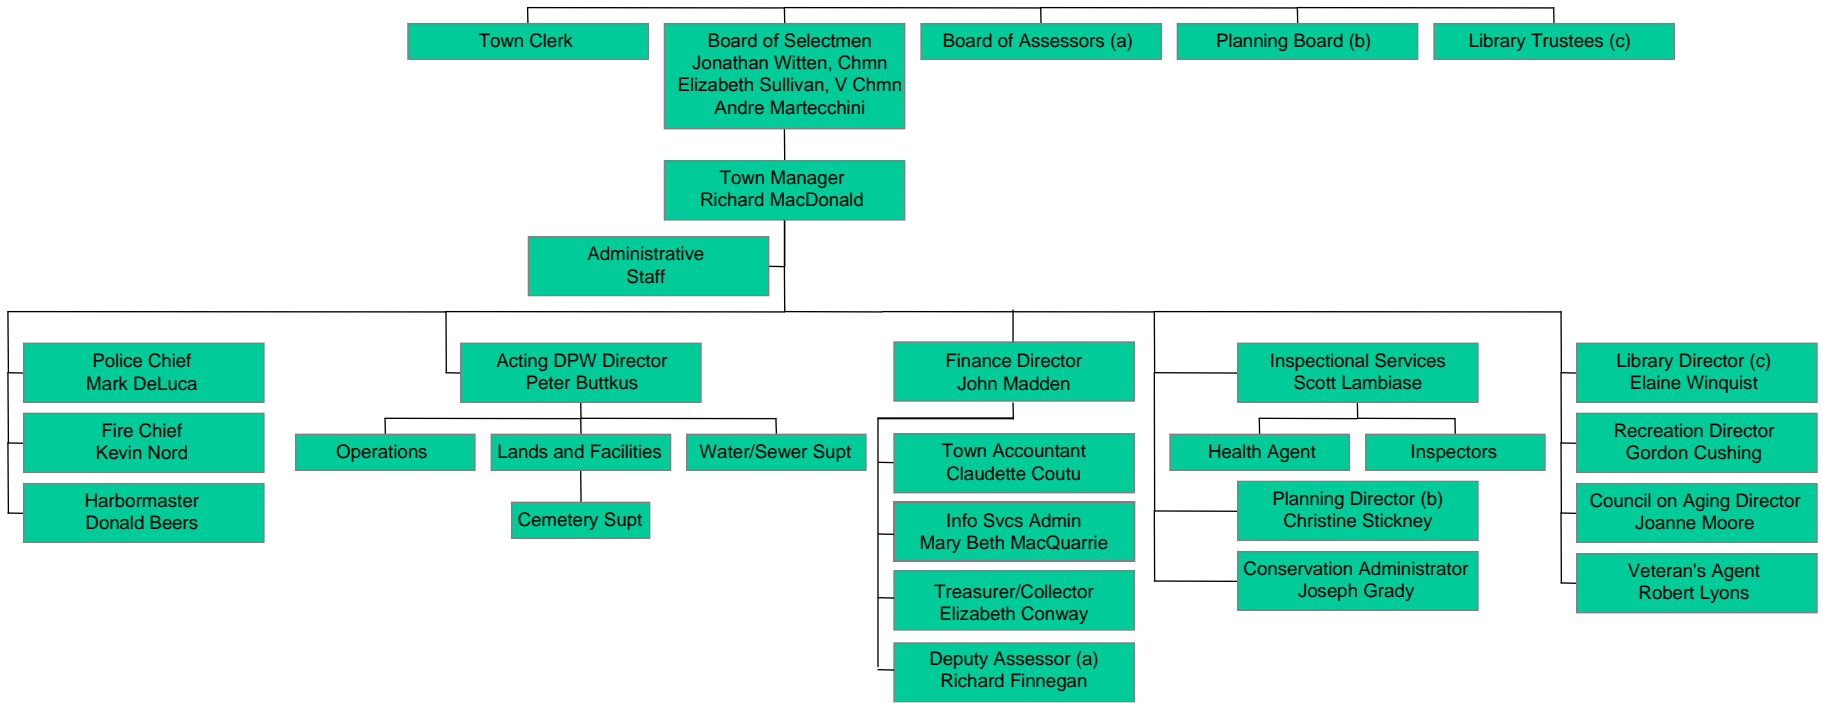 Town Clerk
Board of Selectmen
Jonathan Witten, Chmn
Elizabeth Sullivan, V Chmn
Andre Martecchini
Board of Assessors (a)
Planning Board (b)
Library Trustees (c)
Town Manager
Richard MacDonald
Administrative
Staff
Police Chief
Mark DeLuca
Fire Chief
Kevin Nord
Harbormaster
Donald Beers
Acting DPW Director
Peter Buttkus
Operations
Lands and Facilities
Water/Sewer Supt
Cemetery Supt
Finance Director
John Madden
Town Accountant
Claudette Coutu
Info Svcs Admin
Mary Beth MacQuarrie
Treasurer/Collector
Elizabeth Conway
Deputy Assessor (a)
Richard Finnegan
Inspectional Services
Scott Lambiase
Health Agent
Inspectors
Planning Director (b)
Christine Stickney
Conservation Administrator
Joseph Grady
Library Director (c)
Elaine Winquist
Recreation Director
Gordon Cushing
Council on Aging Director
Joanne Moore
Veteran's Agent
Robert Lyons